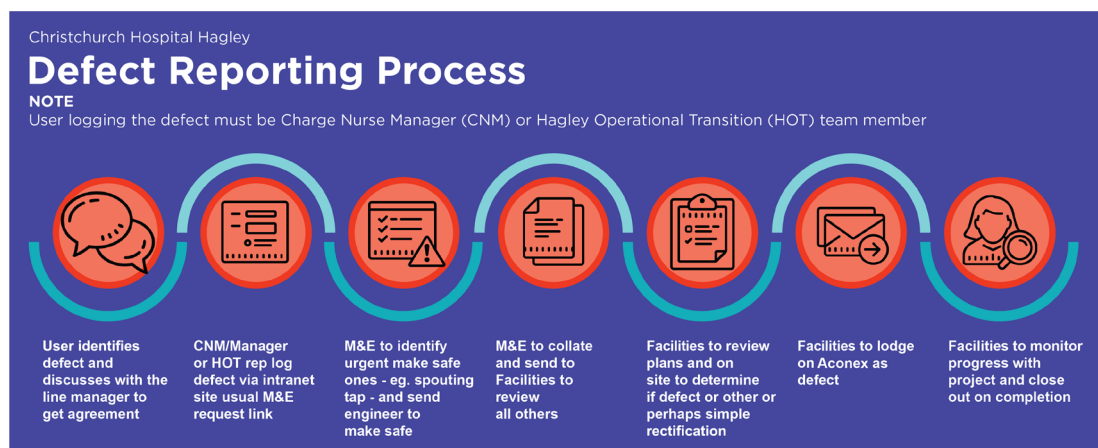 Christchurch Hospital Hagley
Defect Reporting Process
NOTE
User logging the defect must be Charge Nurse Manager (CNM) or Hagley Operational Transition (HOT) team member
User identifies
defect and
discusses with the
line manager to
get agreement
CNM/Manager
or HOT rep log
defect via intranet
site usual M&E
request link
M&E to identify
urgent make safe
ones - eg. spouting
tap - and send
engineer to
make safe
M&E to collate
and send to
Facilities to
review
all others
Facilities to review
plans and on
site to determine
if defect or other or
perhaps simple
rectification
Facilities to lodge
on Aconex as
defect
Facilities to monitor
progress with
project and close
out on completion